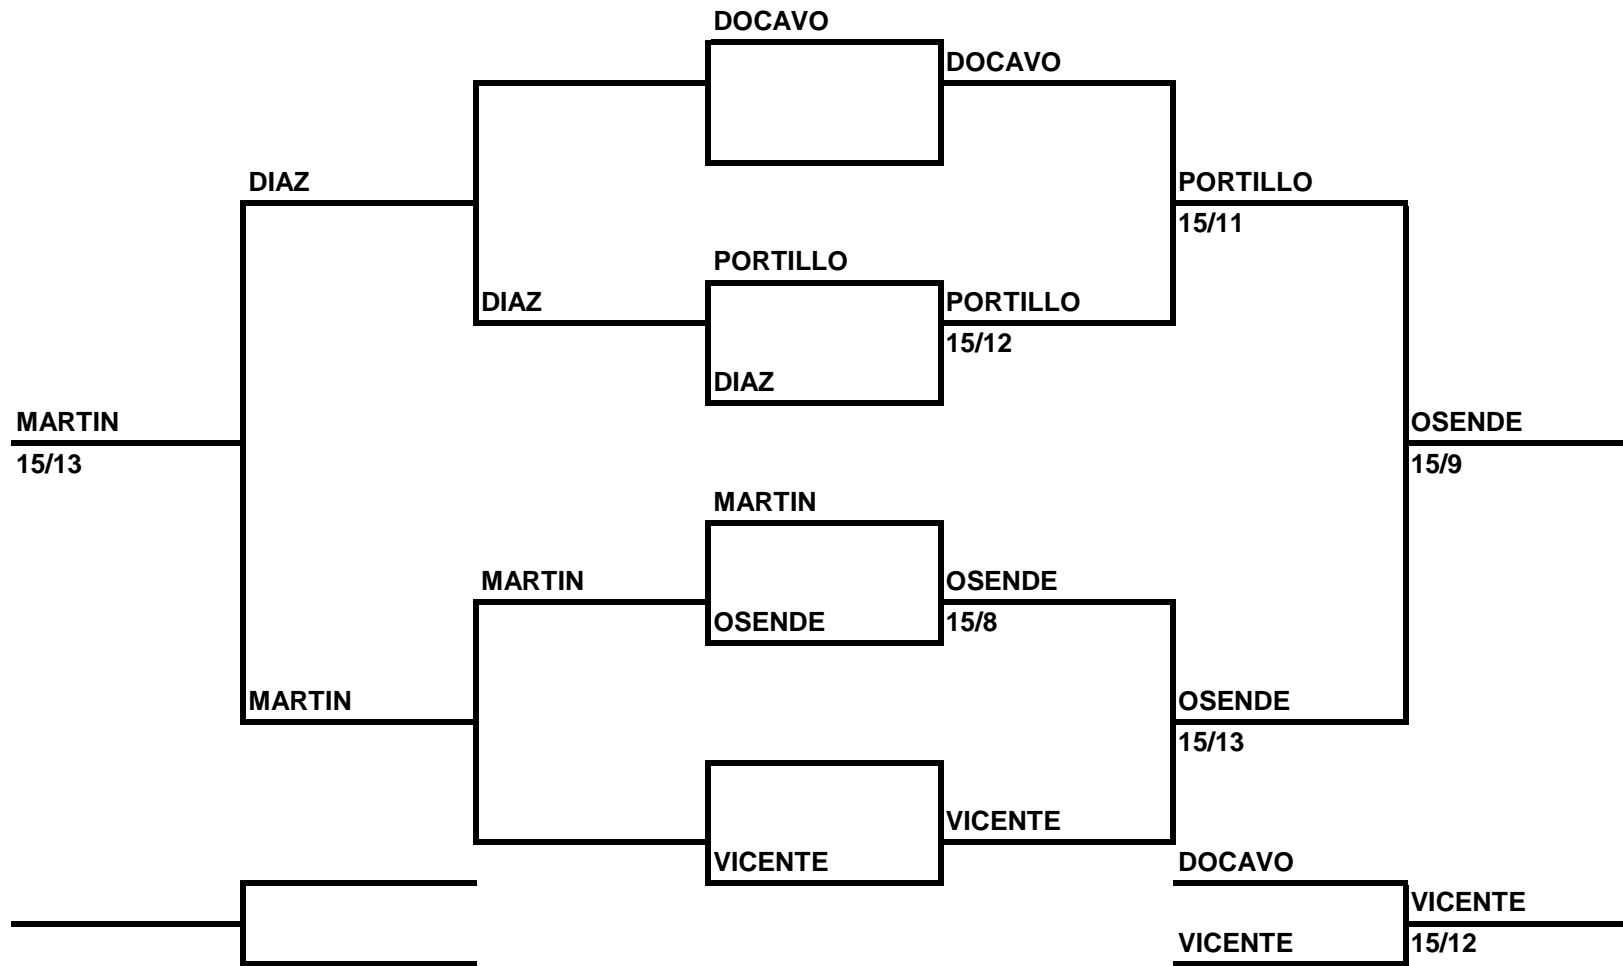 DOCAVO
DOCAVO
DIAZ
PORTILLO
15/11
PORTILLO
DIAZ
PORTILLO
15/12
DIAZ
MARTIN
OSENDE
15/13
15/9
MARTIN
MARTIN
OSENDE
OSENDE
15/8
MARTIN
OSENDE
15/13
VICENTE
VICENTE
DOCAVO
VICENTE
VICENTE
15/12